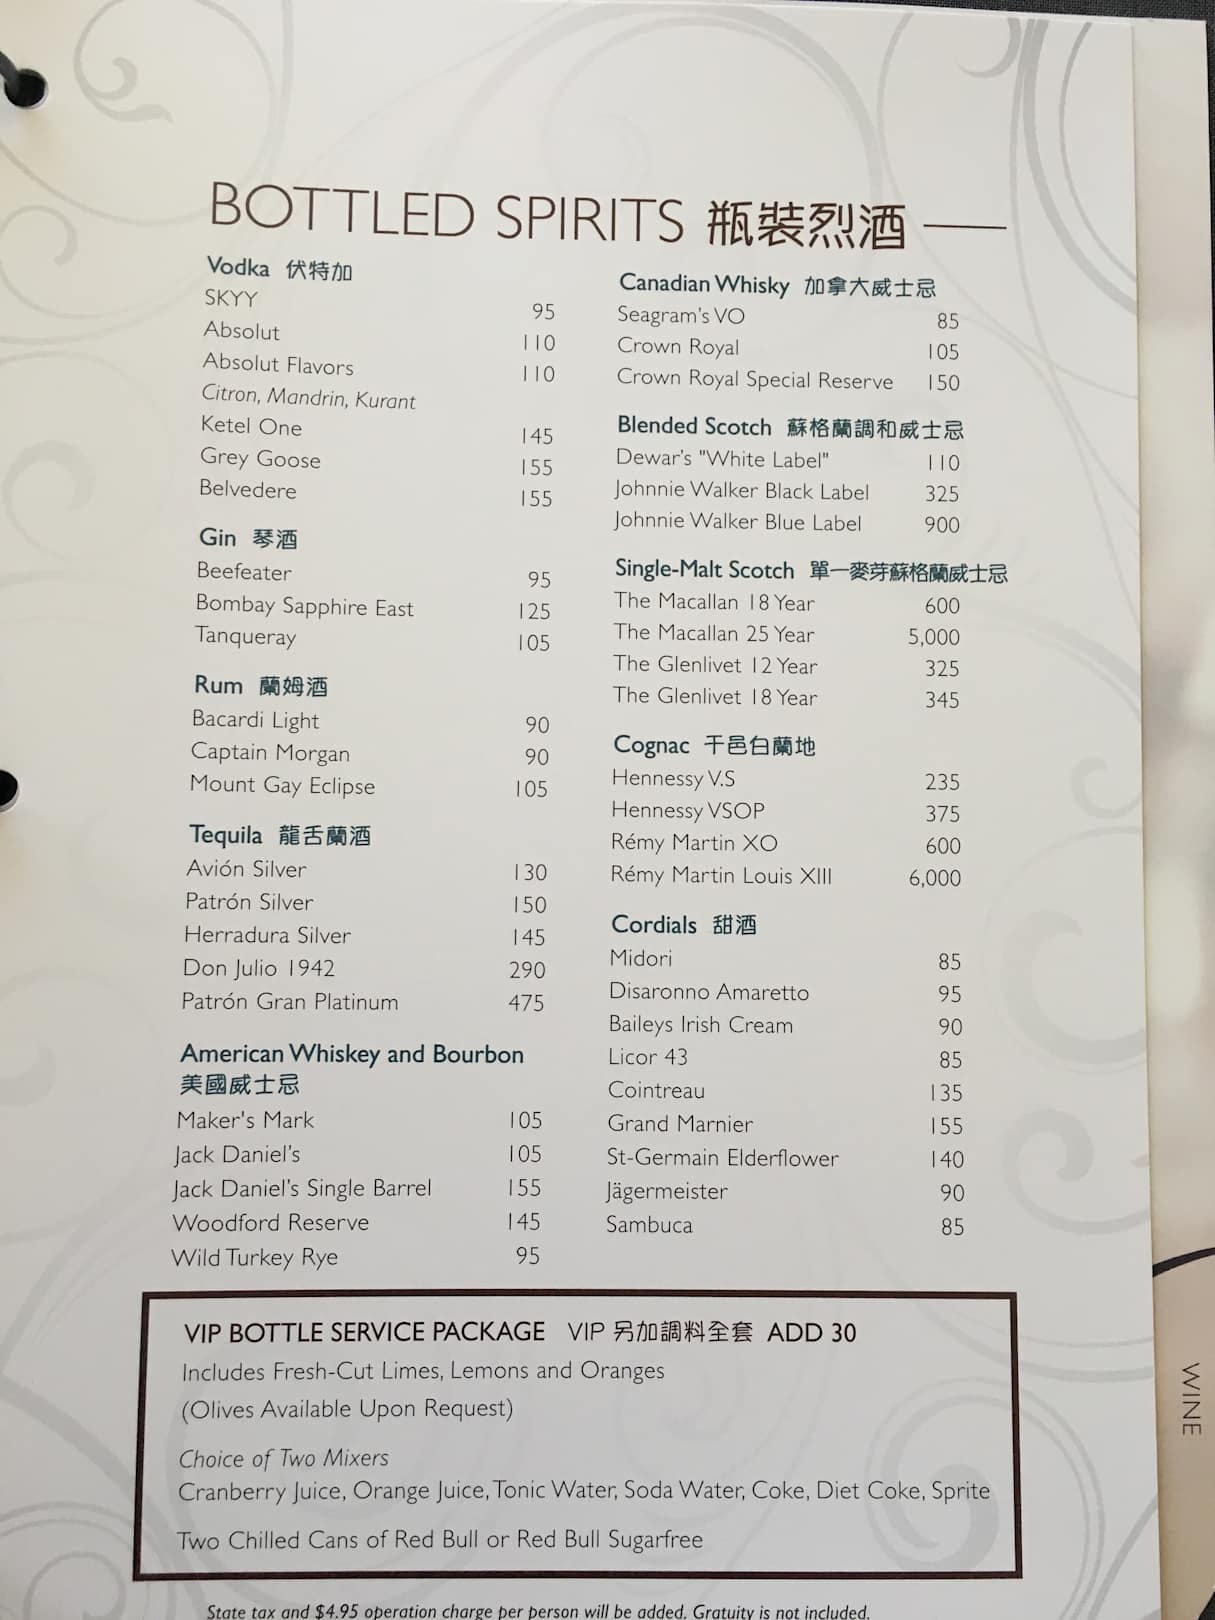 BOTTLED SPIRITS 瓶裝烈酒
Vodka 伏特加
SKYY 95
Absolut 110
Absolut Flavors 110
Citron, Mandrin, Kurant
Ketel One 145
Grey Goose 155
Belvedere 155
Gin 琴酒
Beefeater 95
Bombay Sapphire East 125
Tanqueray 105
Rum 蘭姆酒
Bacardi Light 90
Captain Morgan 90
Mount Gay Eclipse 105
Tequila 龍舌蘭酒
Avión Silver 130
Patrón Silver 150
Herradura Silver 145
Don Julio 1942 290
Patrón Gran Platinum 475
American Whiskey and Bourbon
美國威士忌
Maker's Mark 105
Jack Daniel's 105
Jack Daniel's Single Barrel 155
Woodford Reserve 145
Wild Turkey Rye 95
Canadian Whisky 加拿大威士忌
Seagram's VO 85
Crown Royal 105
Crown Royal Special Reserve 150
Blended Scotch 蘇格蘭調和威士忌
Dewar's "White Label" 110
Johnnie Walker Black Label 325
Johnnie Walker Blue Label 900
Single-Malt Scotch 單一麥芽蘇格蘭威士忌
The Macallan 18 Year 600
The Macallan 25 Year 5,000
The Glenlivet 12 Year 325
The Glenlivet 18 Year 345
Cognac 干邑白蘭地
Hennessy V.S 235
Hennessy VSOP 375
Rémy Martin XO 600
Rémy Martin Louis XIII 6,000
Cordials 甜酒
Midori 85
Disaronno Amaretto 95
Baileys Irish Cream 90
Licor 43 85
Cointreau 135
Grand Marnier 155
St-Germain Elderflower 140
Jägermeister 90
Sambuca 85
VIP BOTTLE SERVICE PACKAGE VIP 另加調料全套 ADD 30
Includes Fresh-Cut Limes, Lemons and Oranges
(Olives Available Upon Request)
Choice of Two Mixers
Cranberry Juice, Orange Juice, Tonic Water, Soda Water, Coke, Diet Coke, Sprite
Two Chilled Cans of Red Bull or Red Bull Sugarfree
State tax and $4.95 operation charge per person will be added. Gratuity is not included.
WINE